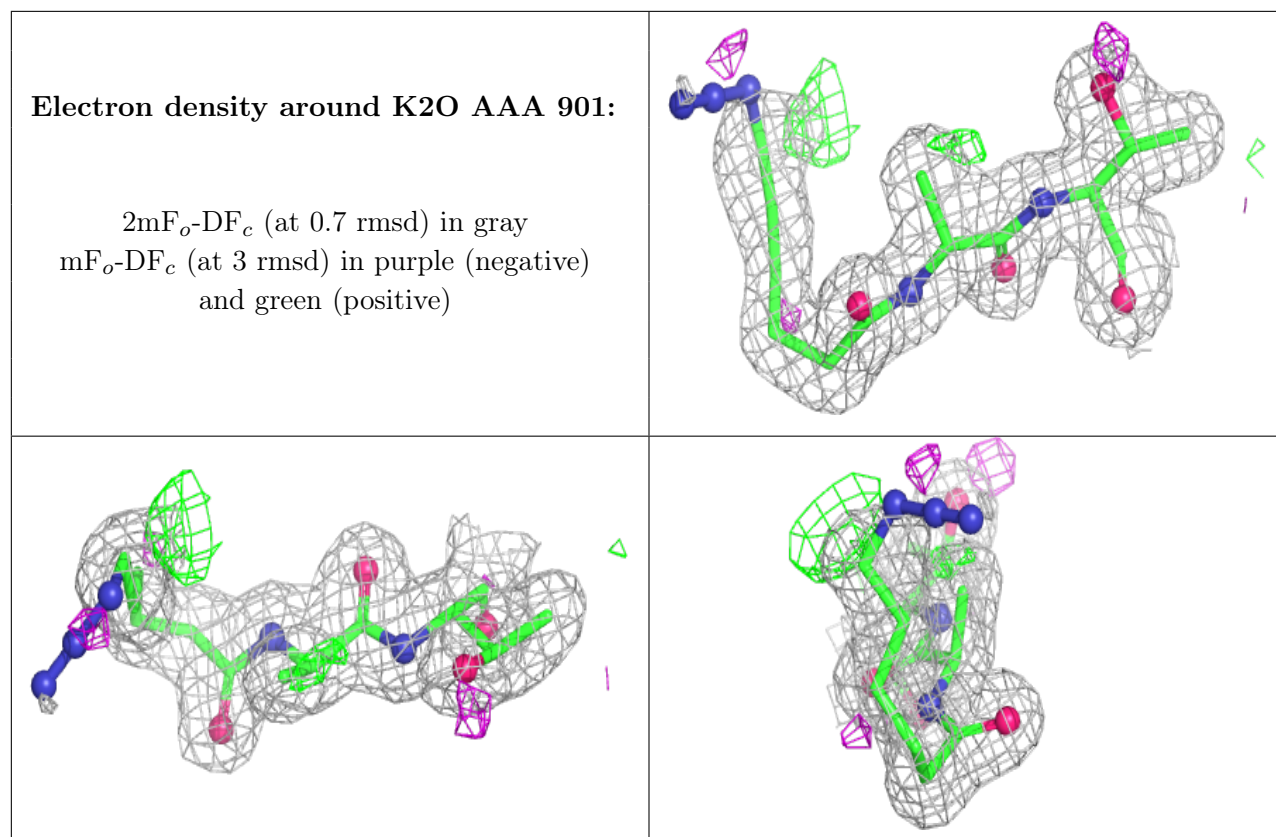 Electron density around K2O AAA 901:
2mFo-DFc (at 0.7 rmsd) in gray
mFo-DFc (at 3 rmsd) in purple (negative)
and green (positive)